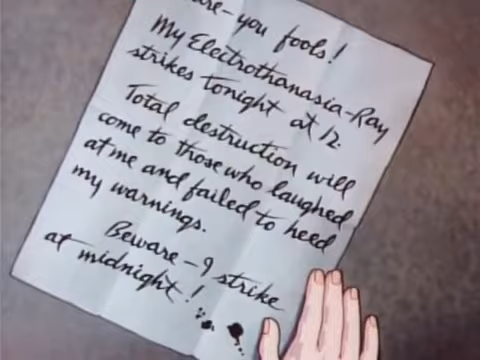 are- you fools!
My Electrothanasia-Ray
strikes tonight at 12.
Total destruction will
come to those who laughed
at me and failed to heed
my warnings.
Beware - I strike
at midnight!